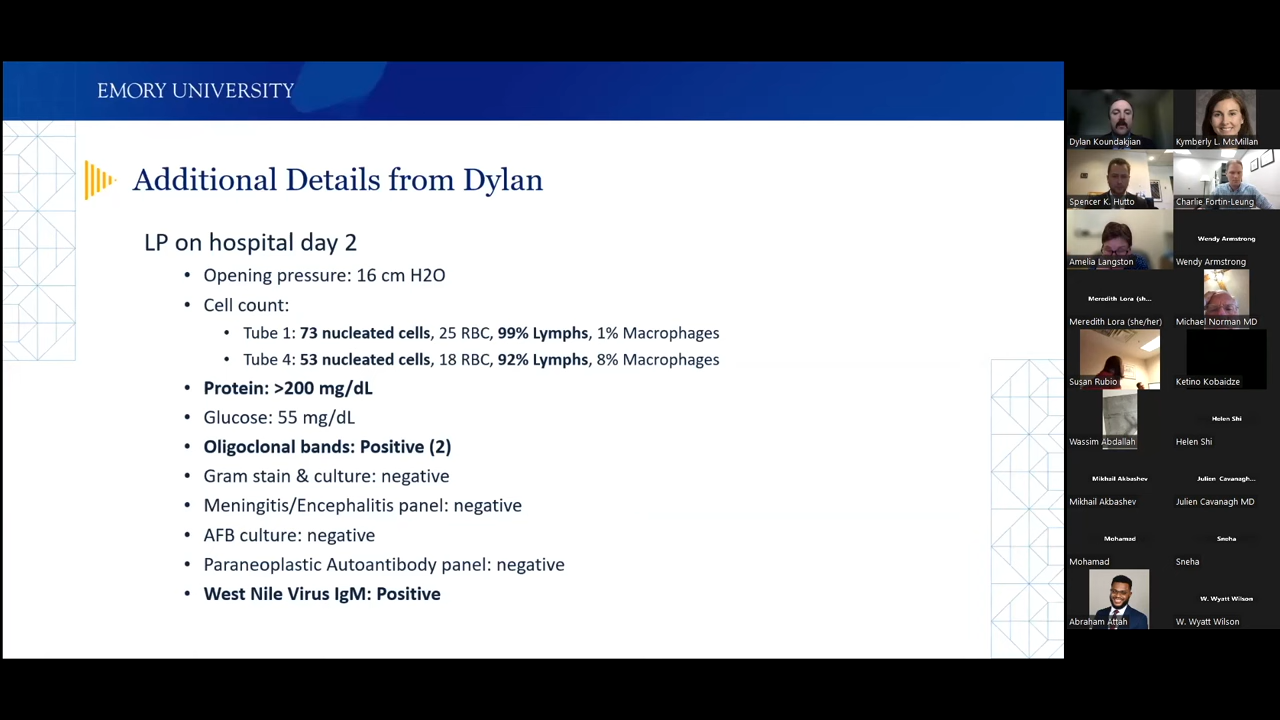 EMORY UNIVERSITY
Additional Details from Dylan
LP on hospital day 2
• Opening pressure: 16 cm H2O
• Cell count:
• Tube 1: 73 nucleated cells, 25 RBC, 99% Lymphs, 1% Macrophages
• Tube 4: 53 nucleated cells, 18 RBC, 92% Lymphs, 8% Macrophages
• Protein: >200 mg/dL
• Glucose: 55 mg/dL
• Oligoclonal bands: Positive (2)
• Gram stain & culture: negative
• Meningitis/Encephalitis panel: negative
• AFB culture: negative
• Paraneoplastic Autoantibody panel: negative
• West Nile Virus IgM: Positive
Dylan Koundakjian
Kymberly L. McMillan
Spencer K. Hutto
Charlie Fortin-Leung
Wendy Armstrong
Amelia Langston
Wendy Armstrong
Meredith Lora (sh...
Meredith Lora (she/her)
Michael Norman MD
Susan Rubio
Ketino Kobaidze
Helen Shi
Wassim Abdallah
Helen Shi
Mikhail Akbashev
Julien Cavanagh...
Mikhail Akbashev
Julien Cavanagh MD
Mohamad
Sneha
Mohamad
Sneha
W. Wyatt Wilson
Abraham Attah
W. Wyatt Wilson